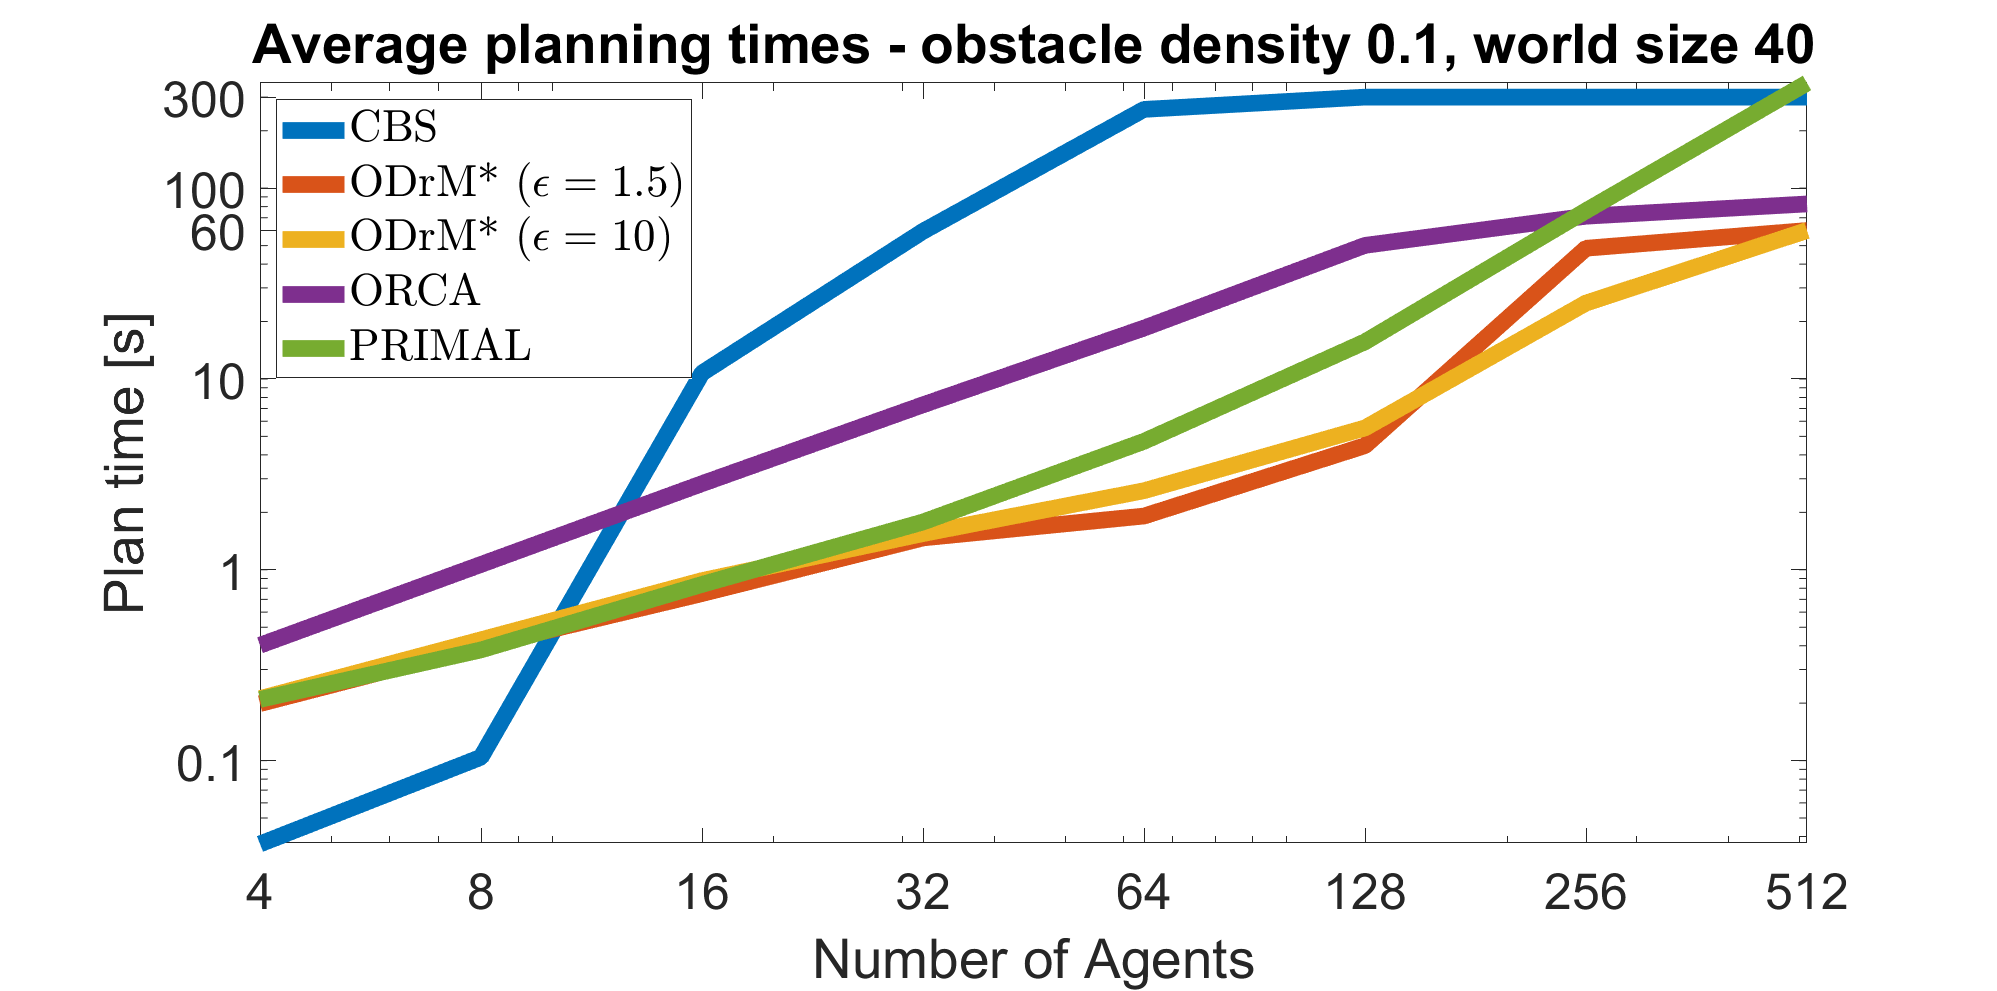 Average planning times - obstacle density 0.1, world size 40
300
100
60
10
1
0.1
Plan time [s]
CBS
ODrM* (ϵ = 1.5)
ODrM* (ϵ = 10)
ORCA
PRIMAL
4 8 16 32 64 128 256 512
Number of Agents